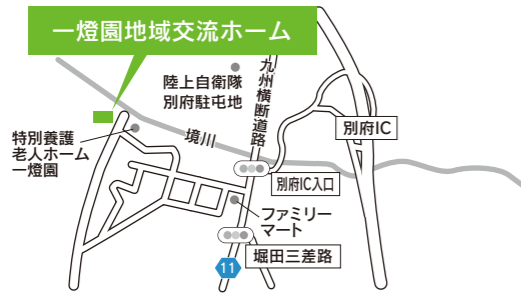 一燈園地域交流ホーム
陸上自衛隊
別府駐屯地
九州横断道路
特別養護
老人ホーム
一燈園
境川
別府IC
別府IC入口
ファミリー
マート
堀田三差路
11